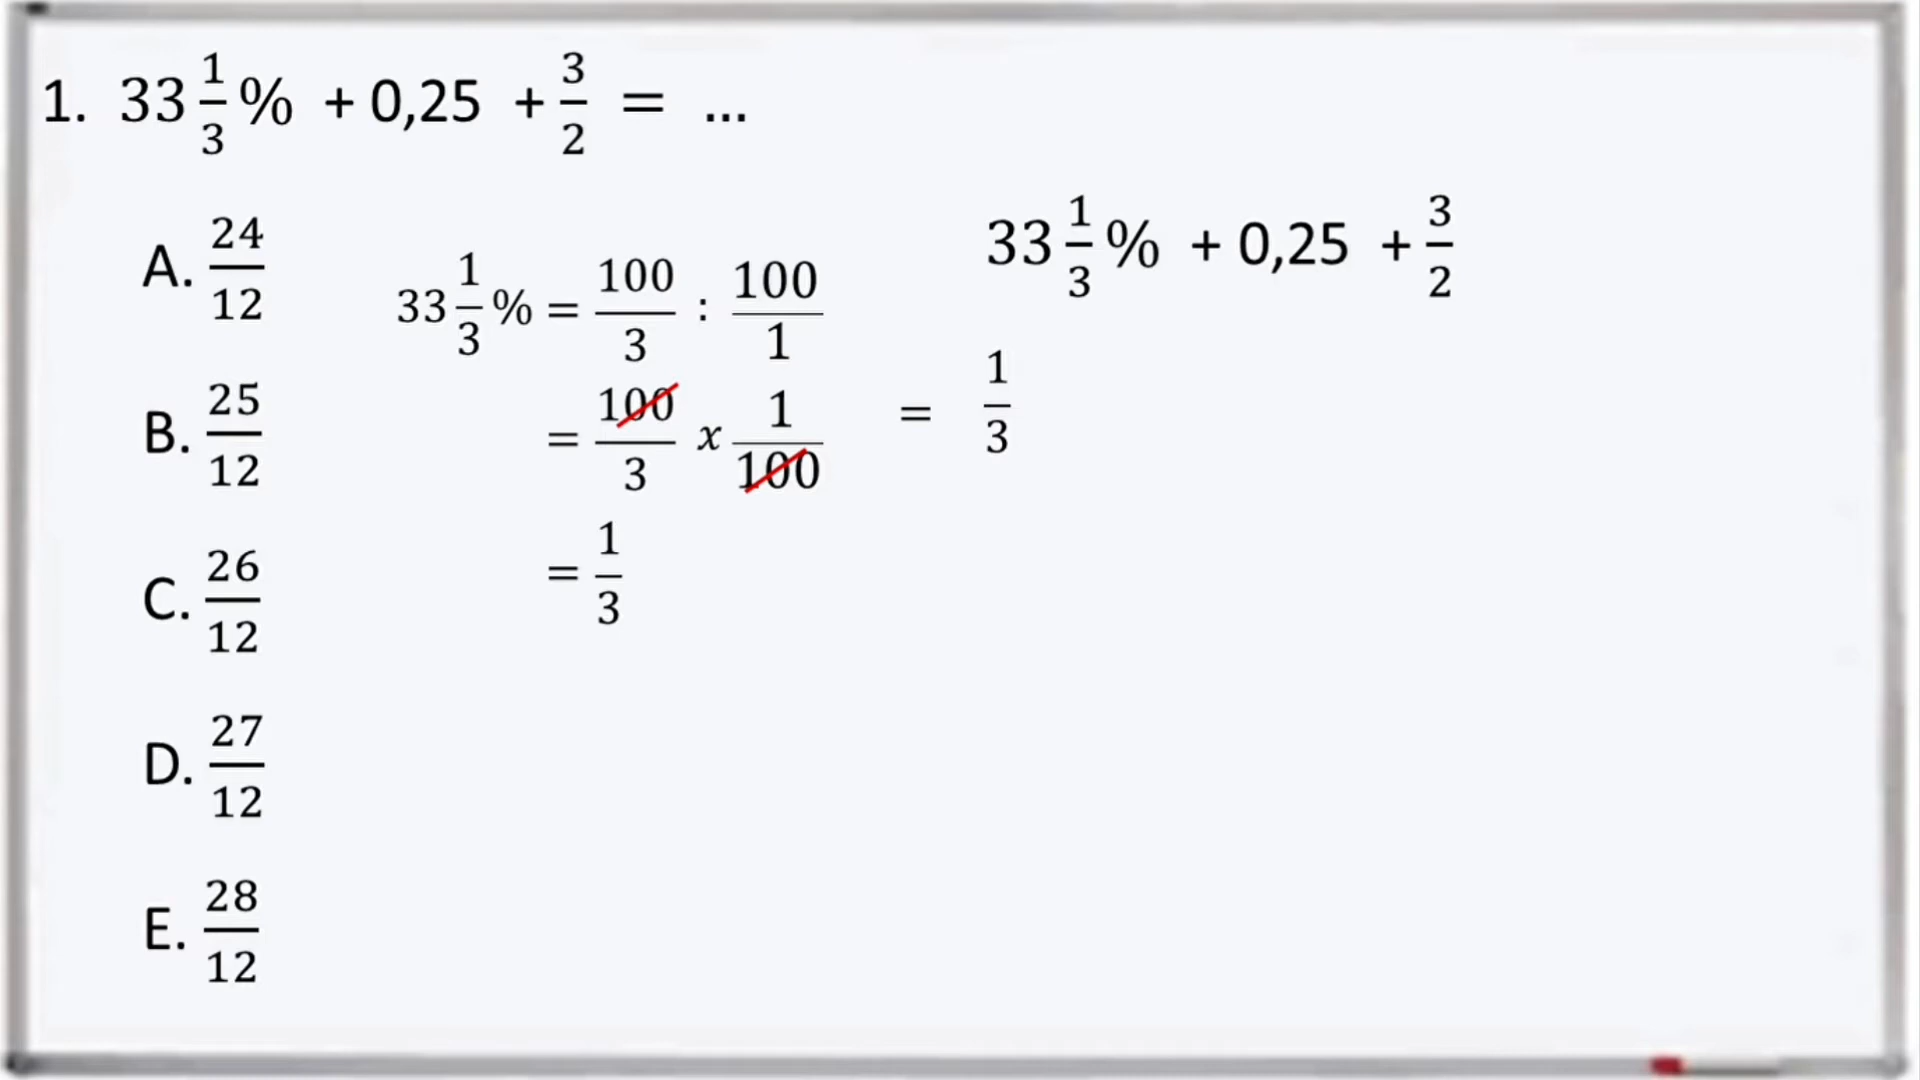 1. 33 1/3 % + 0,25 + 3/2 = ...
A. 24/12
B. 25/12
C. 26/12
D. 27/12
E. 28/12
33 1/3 % = 100/3 : 100/1
= 100/3 x 1/100
= 1/3
33 1/3 % + 0,25 + 3/2
= 1/3